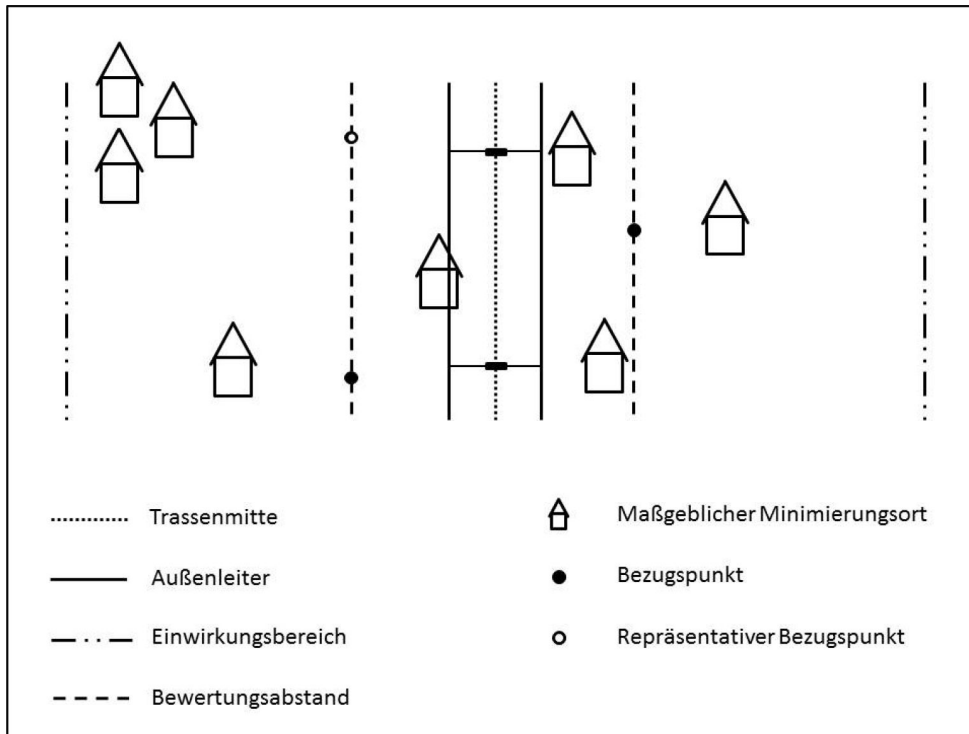 Trassenmitte
Außenleiter
Einwirkungsbereich
Bewertungsabstand
Maßgeblicher Minimierungsort
Bezugspunkt
Repräsentativer Bezugspunkt